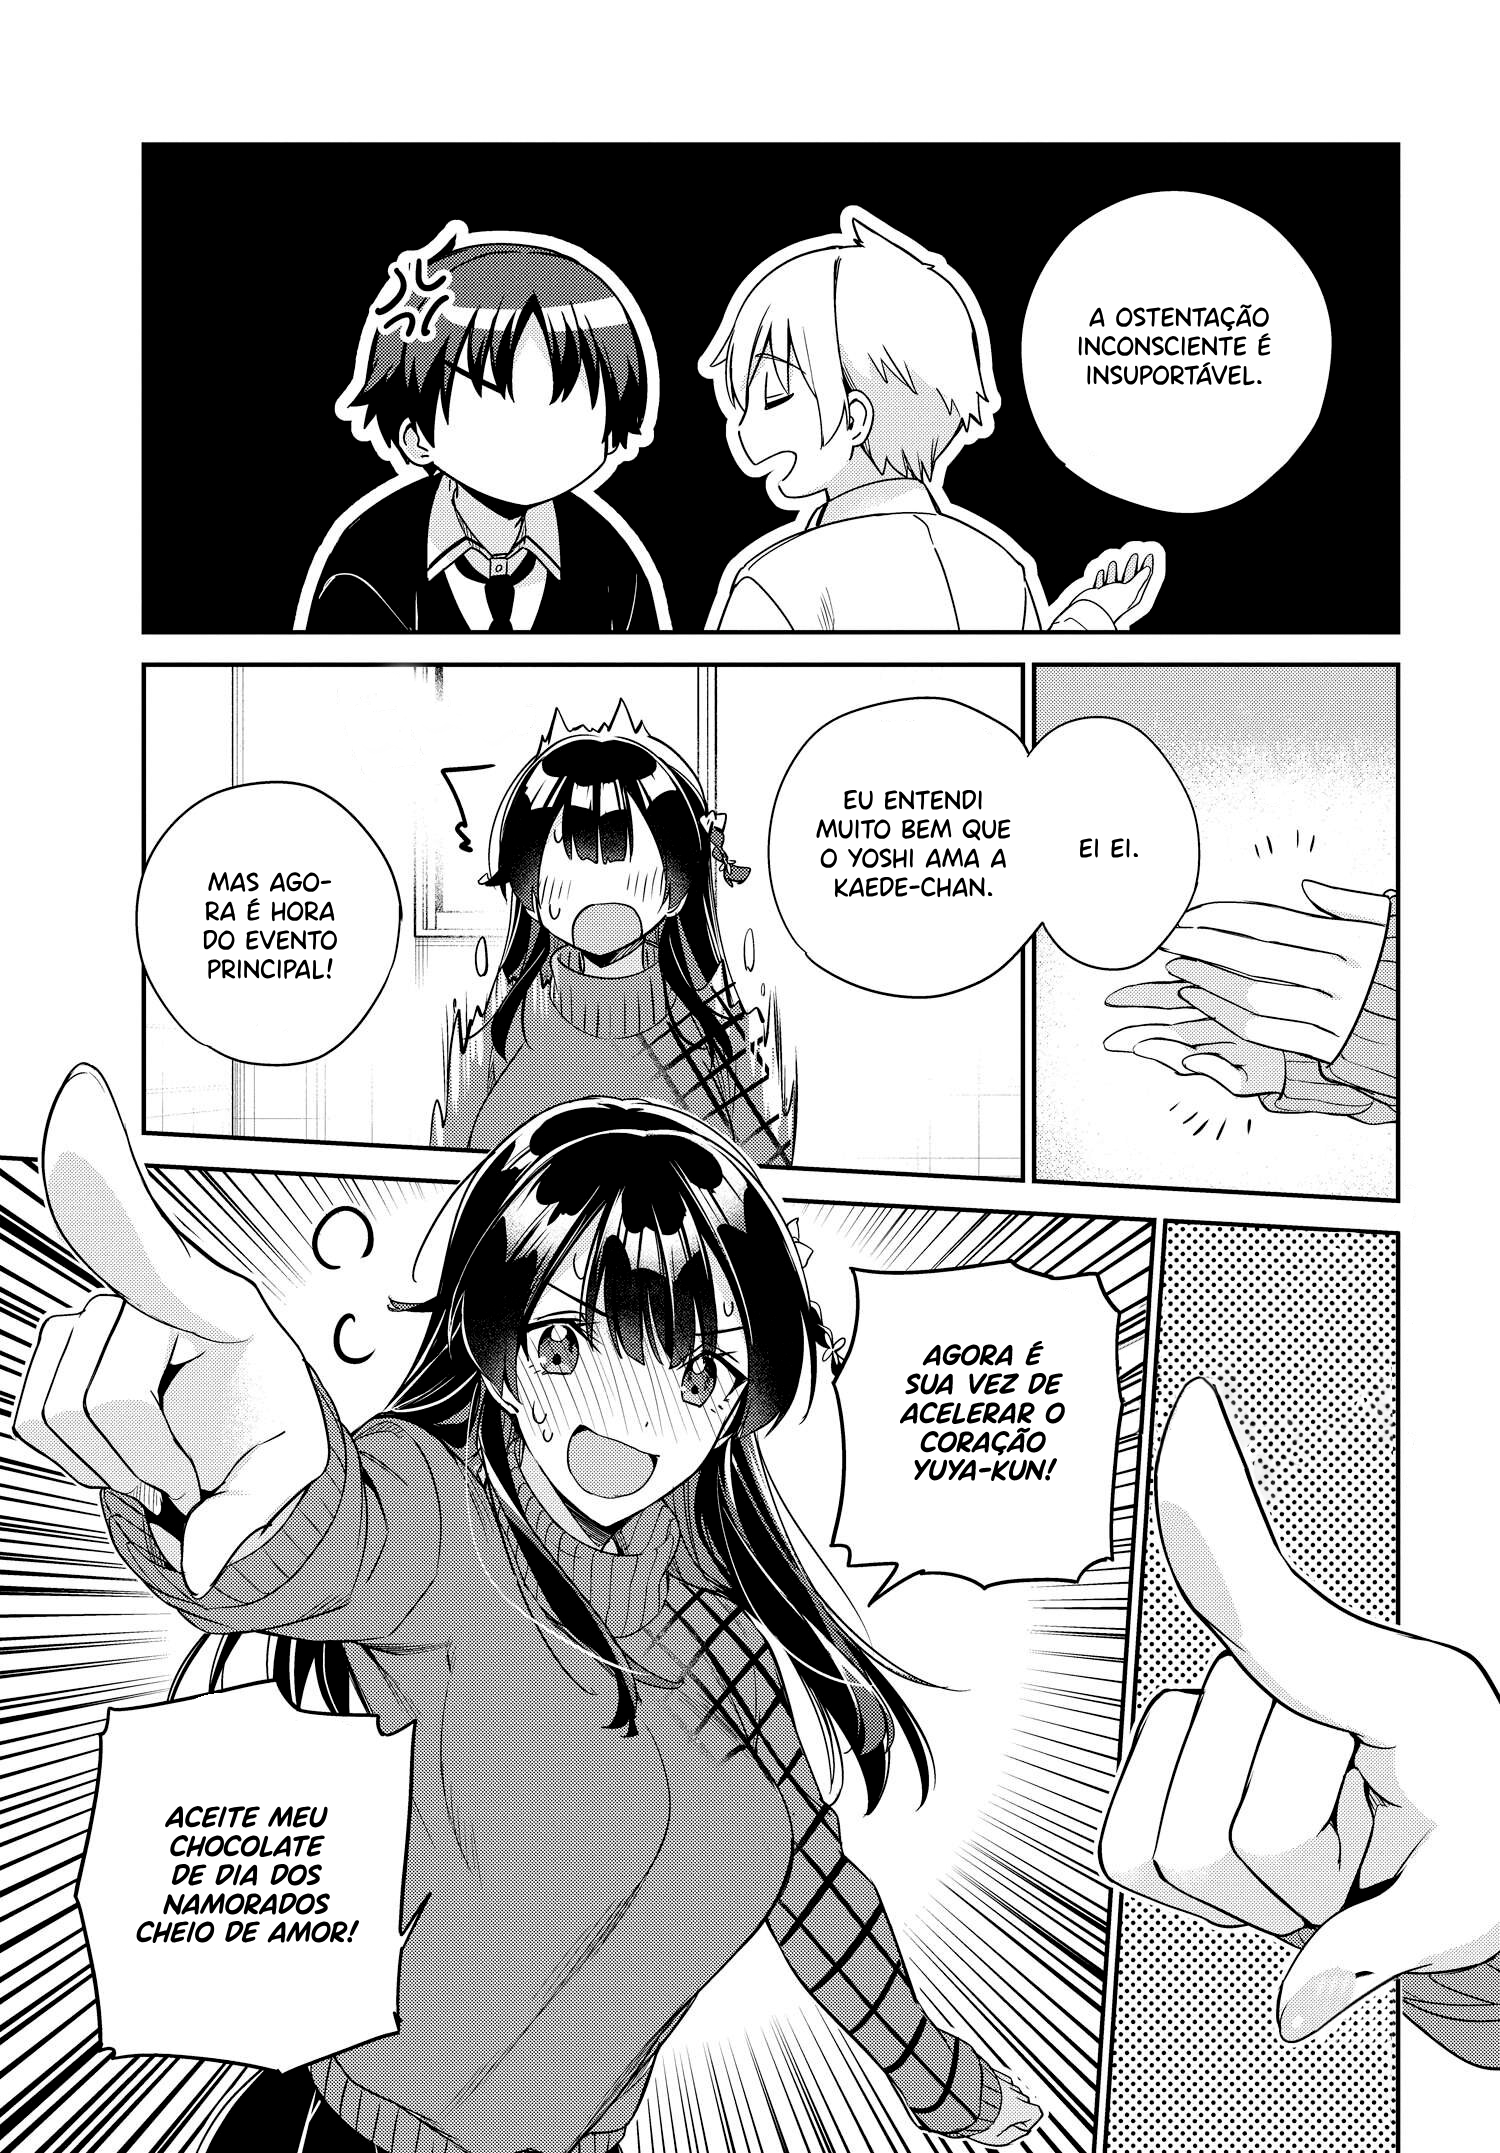 A OSTENTAÇÃO
INCONSCIENTE É
INSUPORTÁVEL.
EI EI.
EU ENTENDI
MUITO BEM QUE
O YOSHI AMA A
KAEDE-CHAN.
MAS AGO-
RA É HORA
DO EVENTO
PRINCIPAL!
AGORA É
SUA VEZ DE
ACELERAR O
CORAÇÃO
YUYA-KUN!
ACEITE MEU
CHOCOLATE
DE DIA DOS
NAMORADOS
CHEIO DE AMOR!